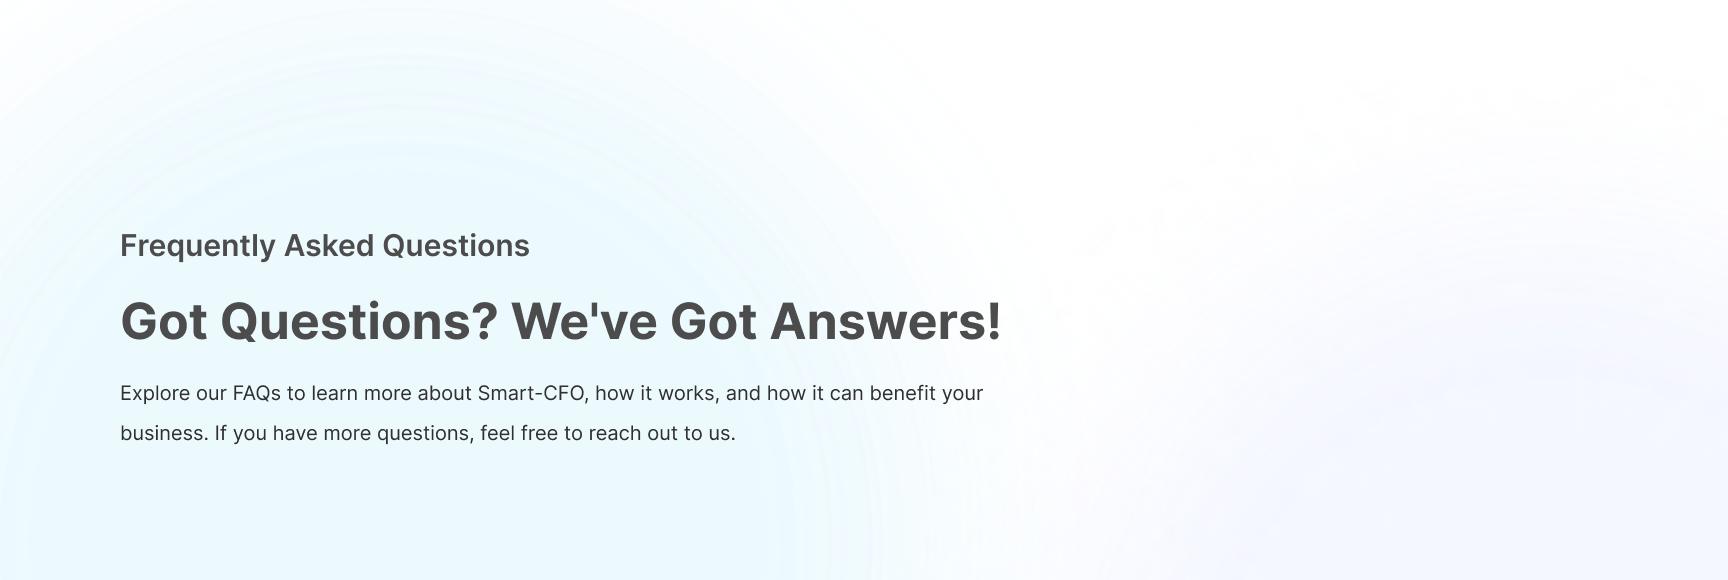 Frequently Asked Questions
Got Questions? We've Got Answers!
Explore our FAQs to learn more about Smart-CFO, how it works, and how it can benefit your
business. If you have more questions, feel free to reach out to us.